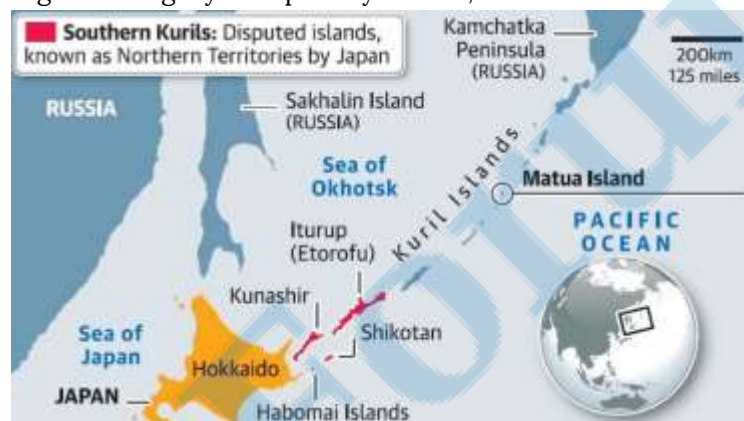 Southern Kurils: Disputed islands,
known as Northern Territories by Japan
Kamchatka
Peninsula
(RUSSIA)
200km
125 miles
RUSSIA
Sakhalin Island
(RUSSIA)
Sea of
Okhotsk
Kuril Islands
Matua Island
PACIFIC
OCEAN
Iturup
(Etorofu)
Kunashir
Shikotan
Sea of
Japan
Hokkaido
JAPAN
Habomai Islands